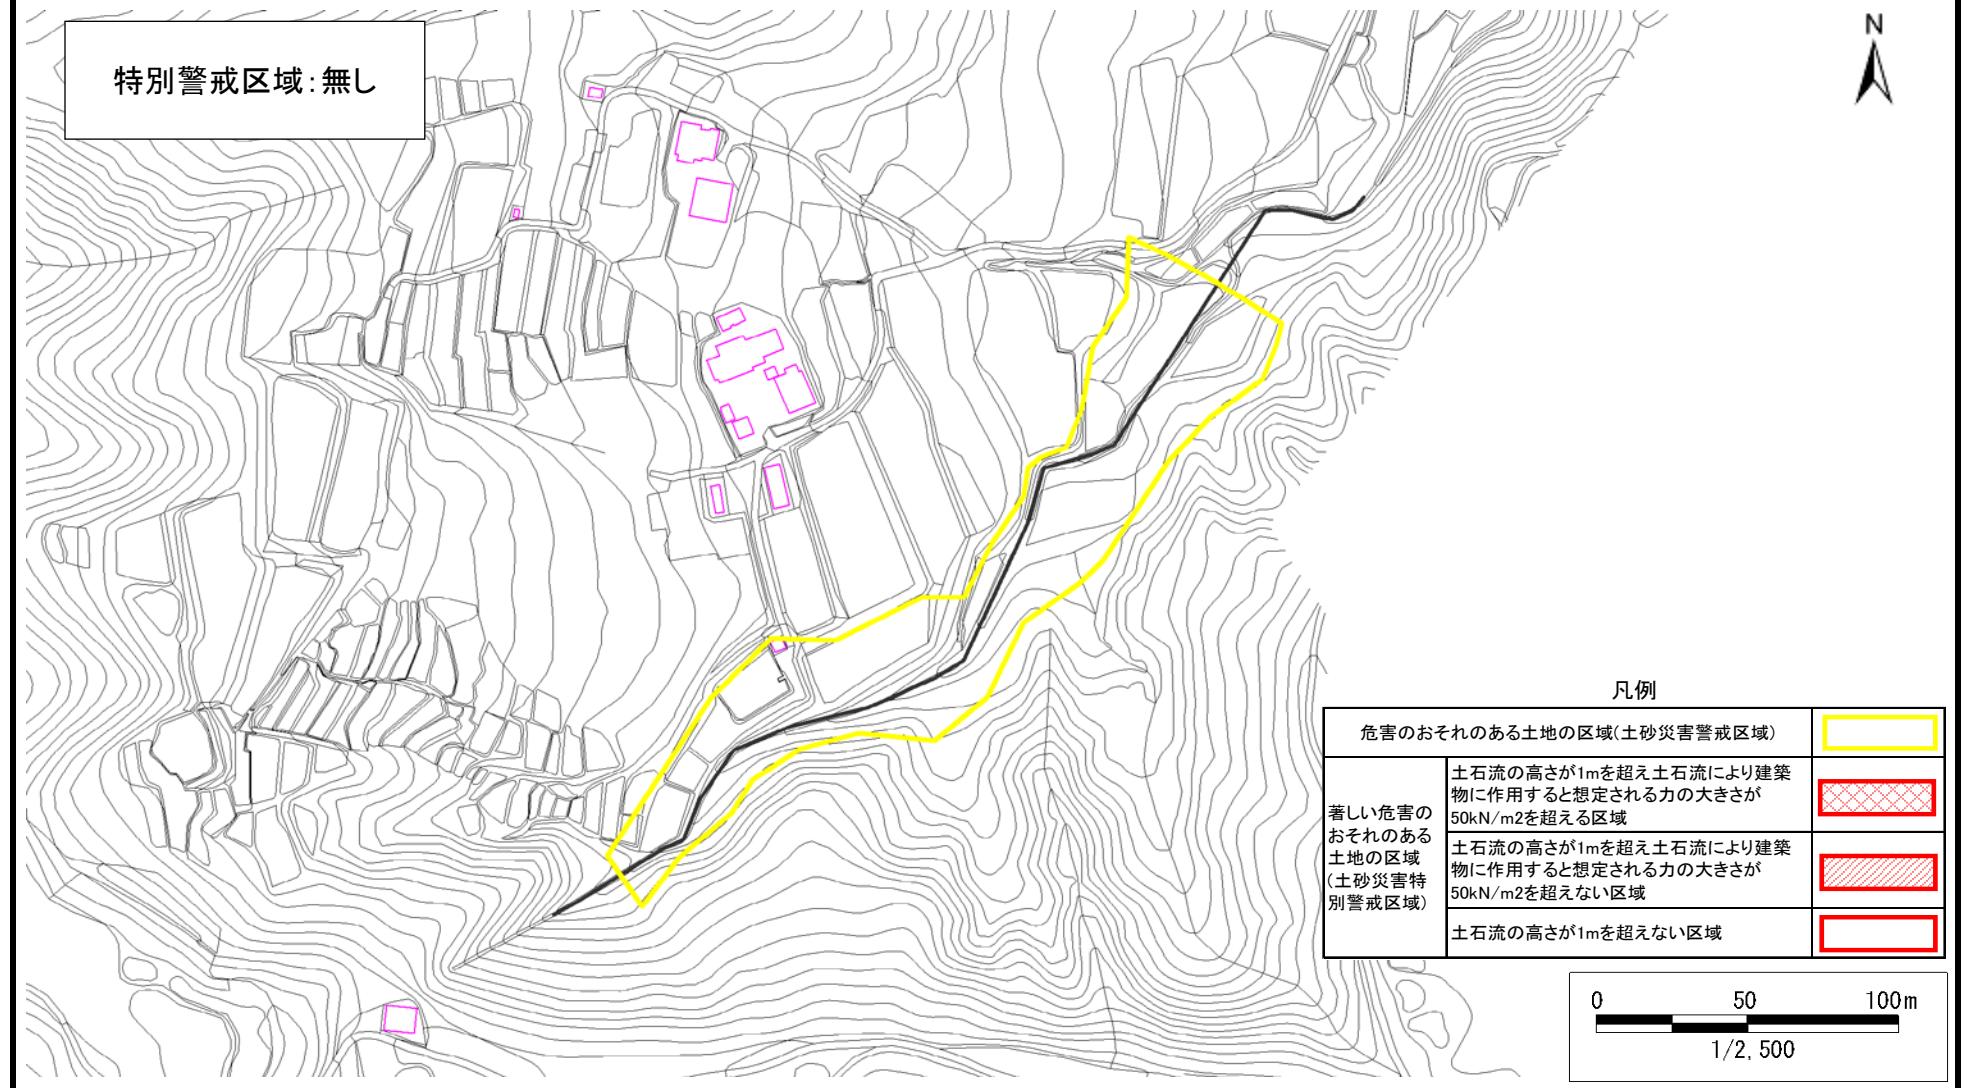 特別警戒区域：無し
N
凡例
危害のおそれのある土地の区域（土砂災害警戒区域）
著しい危害の
おそれのある
土地の区域
（土砂災害特
別警戒区域）
土石流の高さが1mを超え土石流により建築
物に作用すると想定される力の大きさが
50kN/m2を超える区域
土石流の高さが1mを超え土石流により建築
物に作用すると想定される力の大きさが
50kN/m2を超えない区域
土石流の高さが1mを超えない区域
0 50 100m
1/2,500